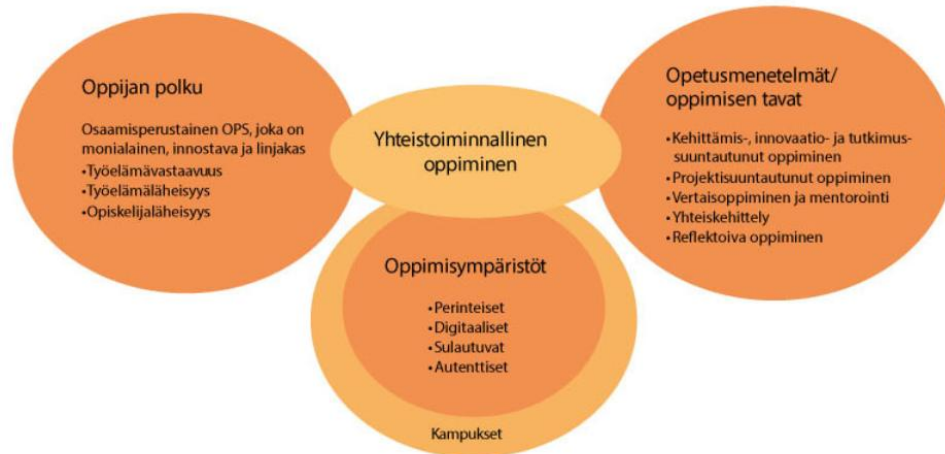 Oppijan polku
Osaamisperustainen OPS, joka on
monialainen, innostava ja linjakas
•Työelämävastaavuus
•Työelämäläheisyys
•Opiskelijaläheisyys
Yhteistoiminnallinen
oppiminen
Opetusmenetelmät/
oppimisen tavat
•Kehittämis-, innovaatio- ja tutkimus-
suuntautunut oppiminen
•Projektisuuntautunut oppiminen
•Vertaisoppiminen ja mentorointi
•Yhteiskehittely
•Reflektoiva oppiminen
Oppimisympäristöt
•Perinteiset
•Digitaaliset
•Sulautuvat
•Autenttiset
Kampukset